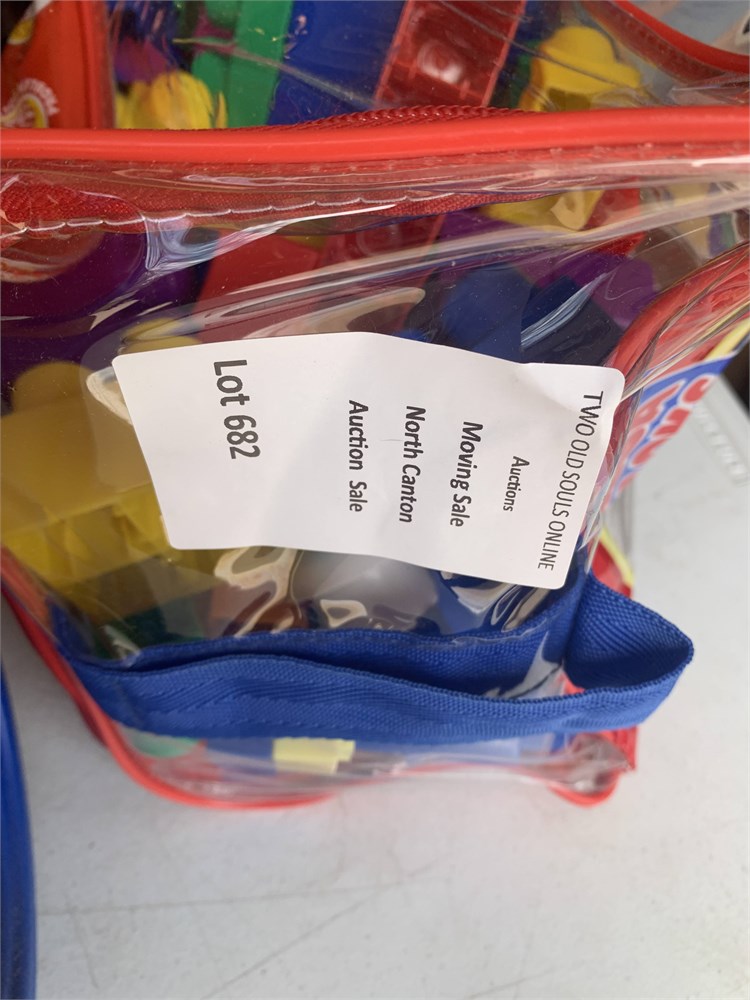 TWO OLD SOULS ONLINE
Auctions
Moving Sale
North Canton
Auction Sale
Lot 682